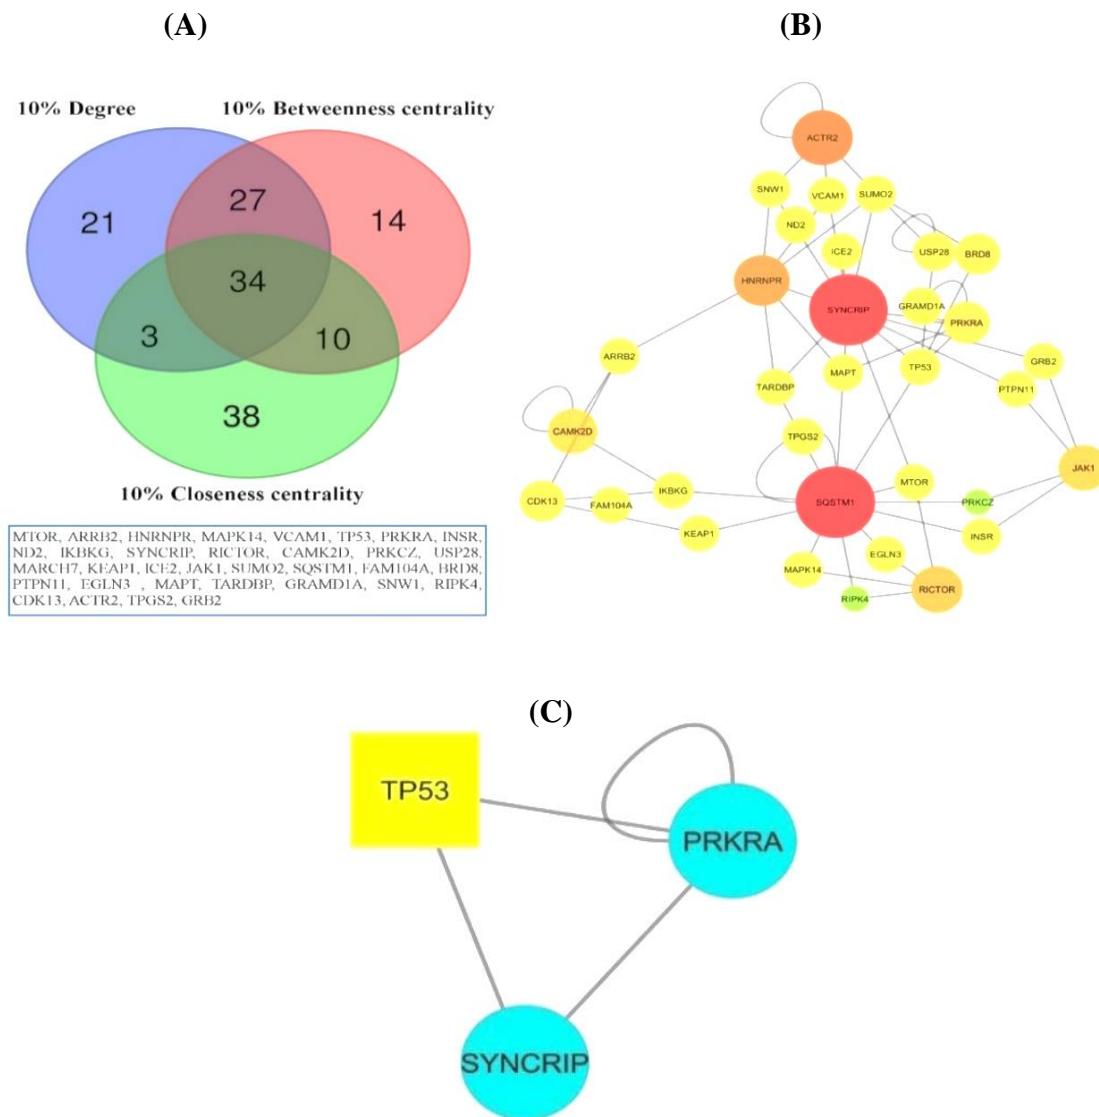 (A)
(B)
10% Degree
10% Betweenness centrality
21
27
14
34
3
10
38
10% Closeness centrality
MTOR, ARRB2, HNRNPR, MAPK14, VCAM1, TP53, PRKRA, INSR,
ND2, IKBKG, SYNCRIP, RICTOR, CAMK2D, PRKCZ, USP28,
MARCH7, KEAP1, ICE2, JAK1, SUMO2, SQSTM1, FAM104A, BRD8,
PTPN11, EGLN3 , MAPT, TARDBP, GRAMD1A, SNW1, RIPK4,
CDK13, ACTR2, TPGS2, GRB2
ACTR2
SNW1
VCAM1
SUMO2
ND2
ICE2
USP28
BRD8
HNRNPR
SYNCRIP
GRAMD1A
PRKRA
ARRB2
TARDBP
MAPT
TP53
GRB2
PTPN11
CAMK2D
TPGS2
JAK1
CDK13
FAM104A
IKBKG
SQSTM1
MTOR
PRKCZ
KEAP1
INSR
MAPK14
EGLN3
RIPK4
RICTOR
(C)
TP53
PRKRA
SYNCRIP